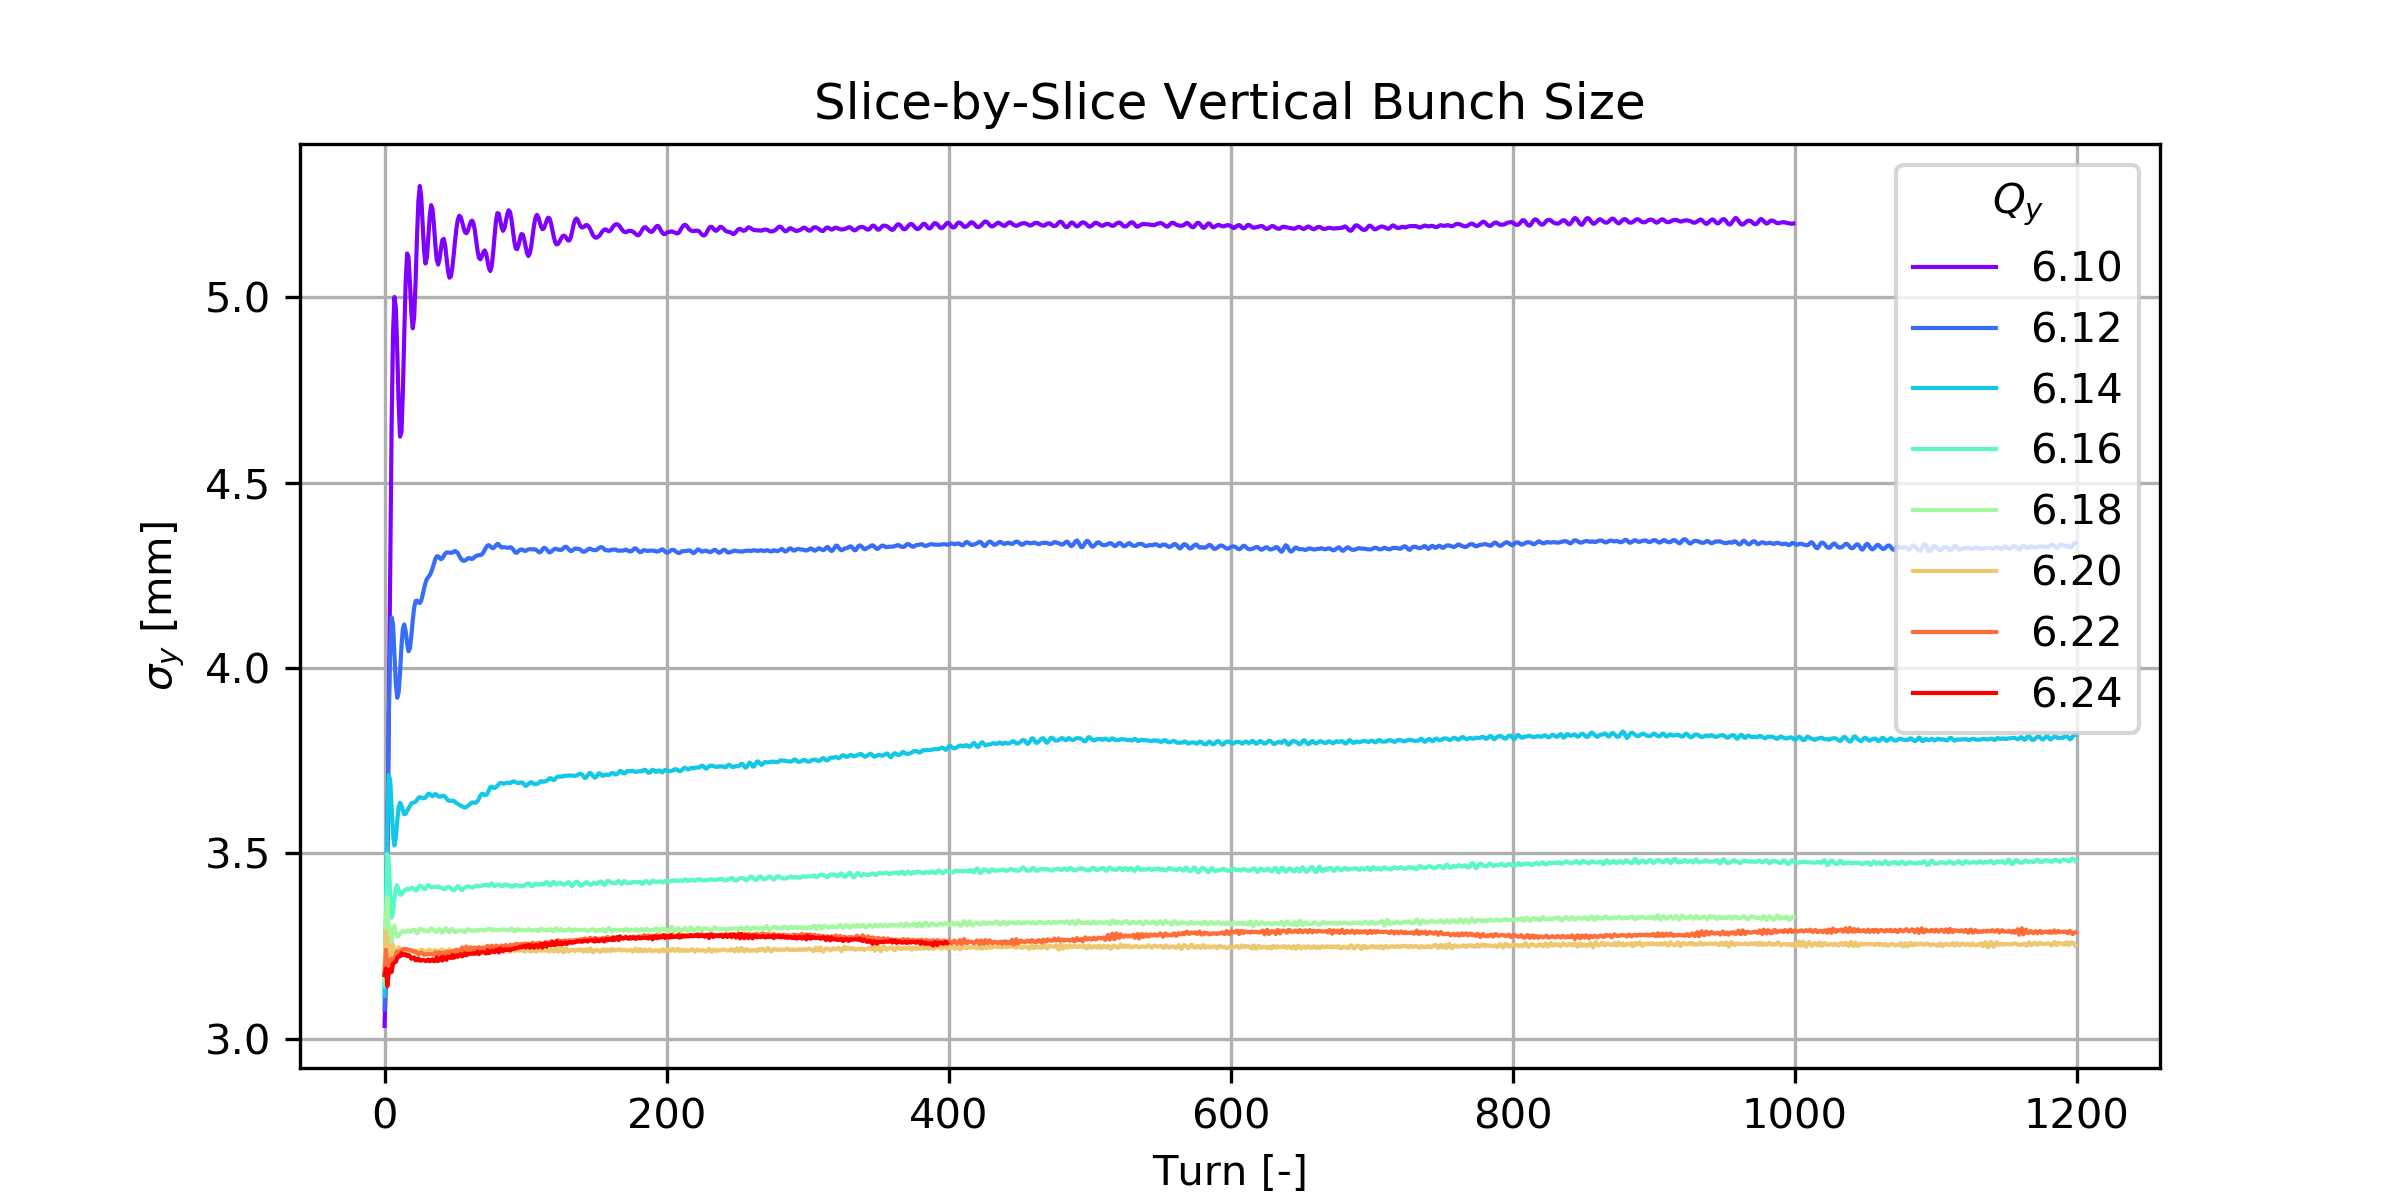 Slice-by-Slice Vertical Bunch Size
σy [mm]
5.0
4.5
4.0
3.5
3.0
Qy
6.10
6.12
6.14
6.16
6.18
6.20
6.22
6.24
0 200 400 600 800 1000 1200
Turn [-]